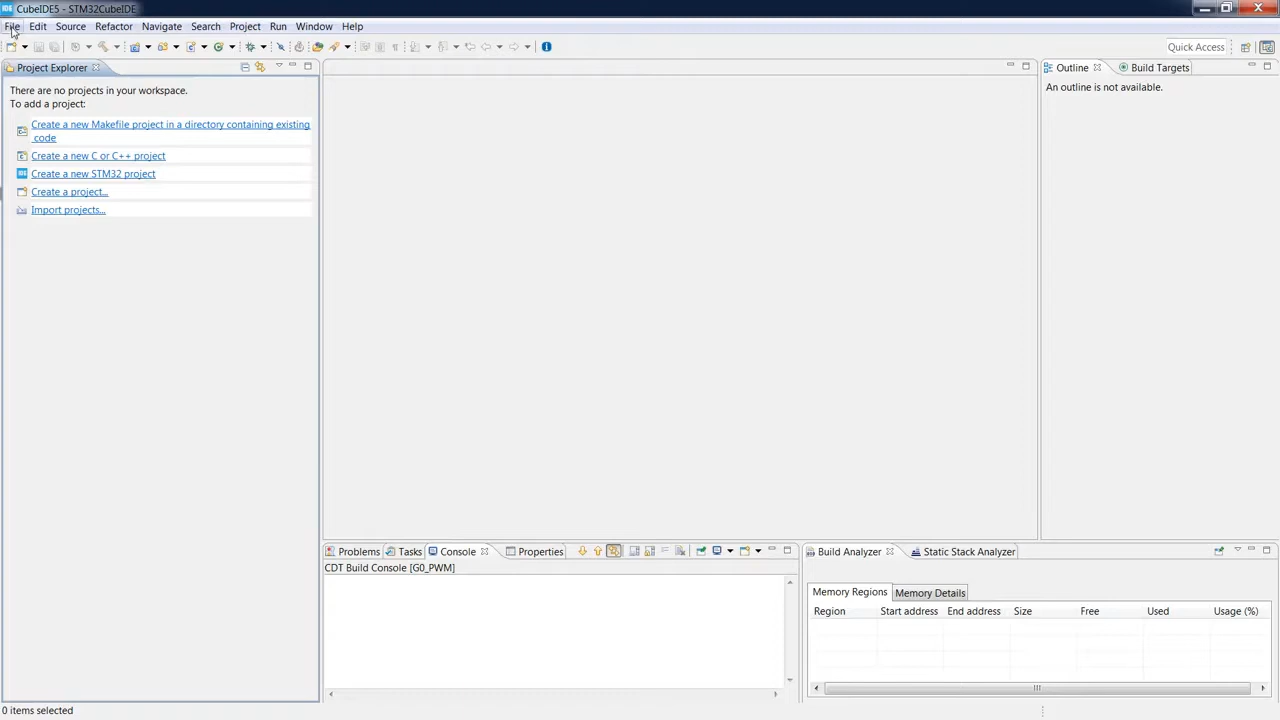 IDE CubeIDE5 - STM32CubeIDE
File Edit Source Refactor Navigate Search Project Run Window Help
Quick Access
Project Explorer
There are no projects in your workspace.
To add a project:
Create a new Makefile project in a directory containing existing
code
Create a new C or C++ project
IDE Create a new STM32 project
Create a project...
Import projects...
Outline Build Targets
An outline is not available.
Problems Tasks Console Properties
CDT Build Console [G0_PWM]
Build Analyzer Static Stack Analyzer
Memory Regions Memory Details
Region Start address End address Size Free Used Usage (%)
0 items selected